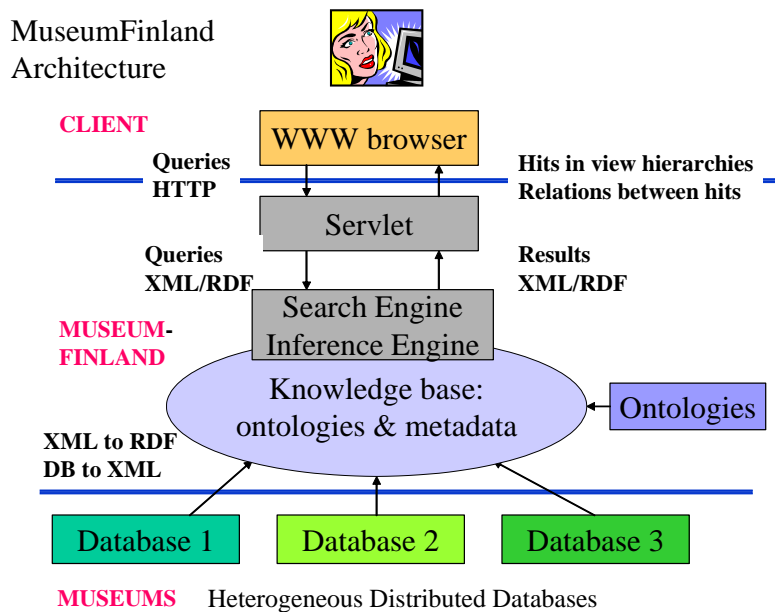 MuseumFinland
Architecture
CLIENT
WWW browser
Queries
HTTP
Hits in view hierarchies
Relations between hits
Servlet
Queries
XML/RDF
Results
XML/RDF
Search Engine
Inference Engine
MUSEUM-
FINLAND
Knowledge base:
ontologies & metadata
Ontologies
XML to RDF
DB to XML
Database 1
Database 2
Database 3
MUSEUMS Heterogeneous Distributed Databases